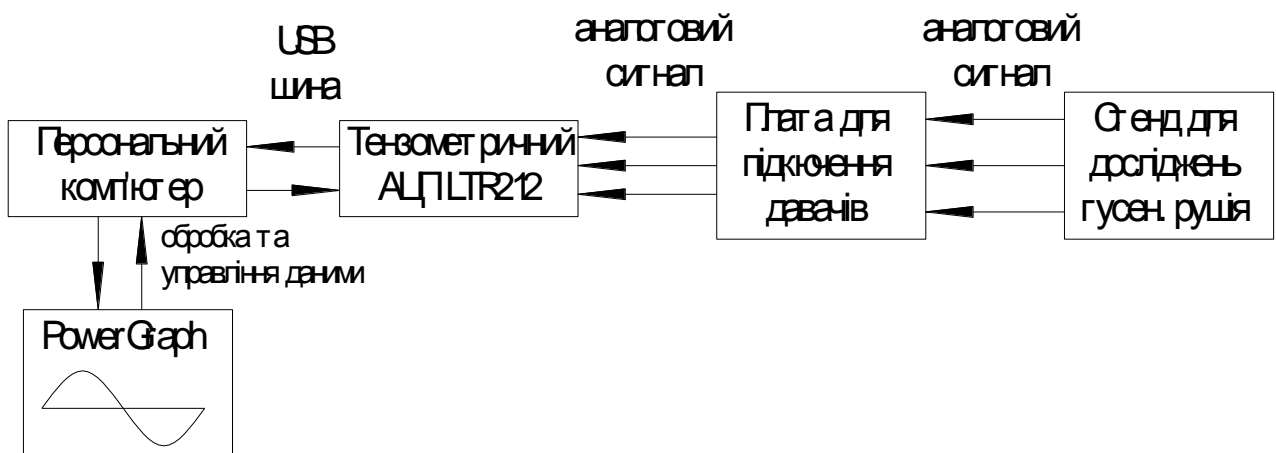 USB
шина
аналоговий
сигнал
аналоговий
сигнал
Персональний
комп'ютер
Тензометричний
АЦП LTR212
Плата для
підключення
давачів
Стенд для
досліджень
гусен. рушія
обробка та
управління даними
PowerGraph